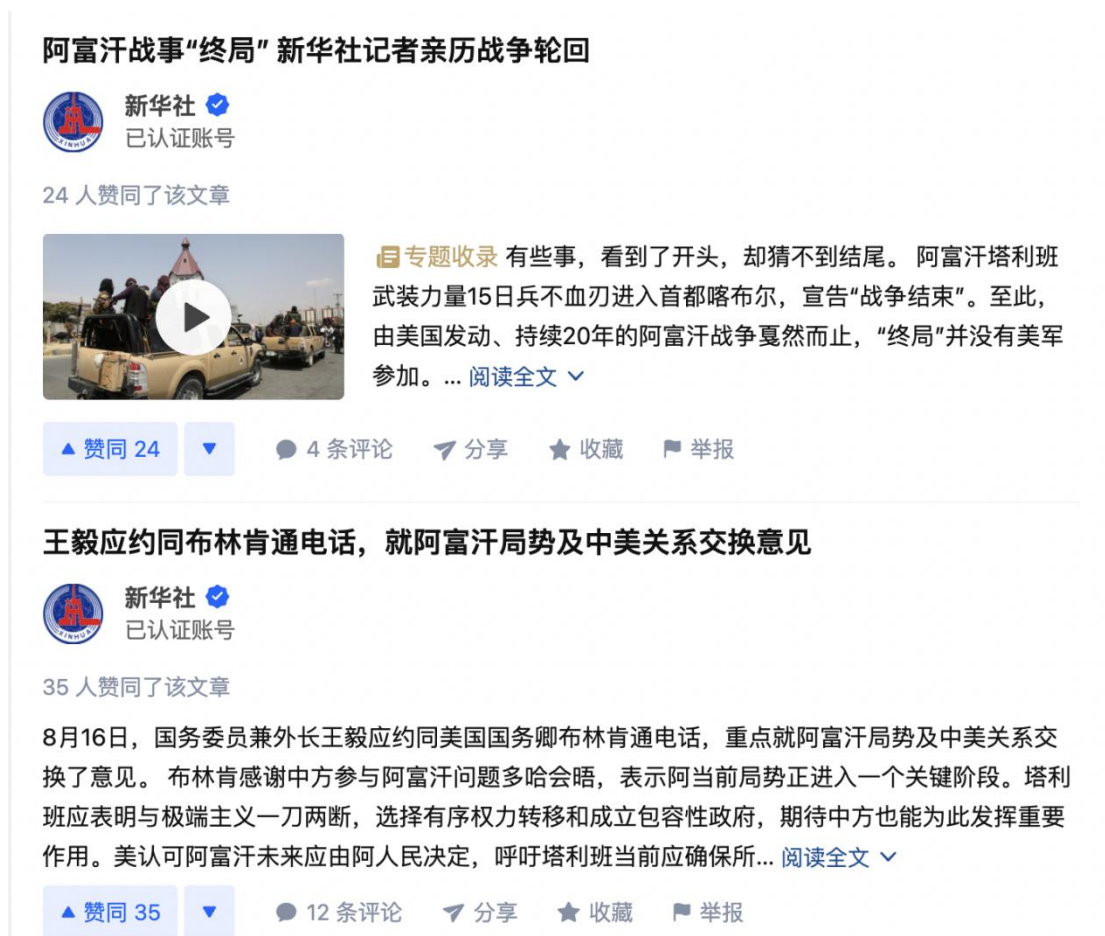 阿富汗战事“终局” 新华社记者亲历战争轮回
新华社
已认证账号
24 人赞同了该文章
专题收录 有些事，看到了开头，却猜不到结尾。 阿富汗塔利班
武装力量15日兵不血刃进入首都喀布尔，宣告“战争结束”。至此，
由美国发动、持续20年的阿富汗战争戛然而止，“终局”并没有美军
参加。... 阅读全文
赞同 24 4 条评论 分享 收藏 举报
王毅应约同布林肯通电话，就阿富汗局势及中美关系交换意见
新华社
已认证账号
35 人赞同了该文章
8月16日，国务委员兼外长王毅应约同美国国务卿布林肯通电话，重点就阿富汗局势及中美关系交
换了意见。 布林肯感谢中方参与阿富汗问题多哈会晤，表示阿当前局势正进入一个关键阶段。塔利
班应表明与极端主义一刀两断，选择有序权力转移和成立包容性政府，期待中方也能为此发挥重要
作用。美认可阿富汗未来应由阿人民决定，呼吁塔利班当前应确保所... 阅读全文
赞同 35 12 条评论 分享 收藏 举报